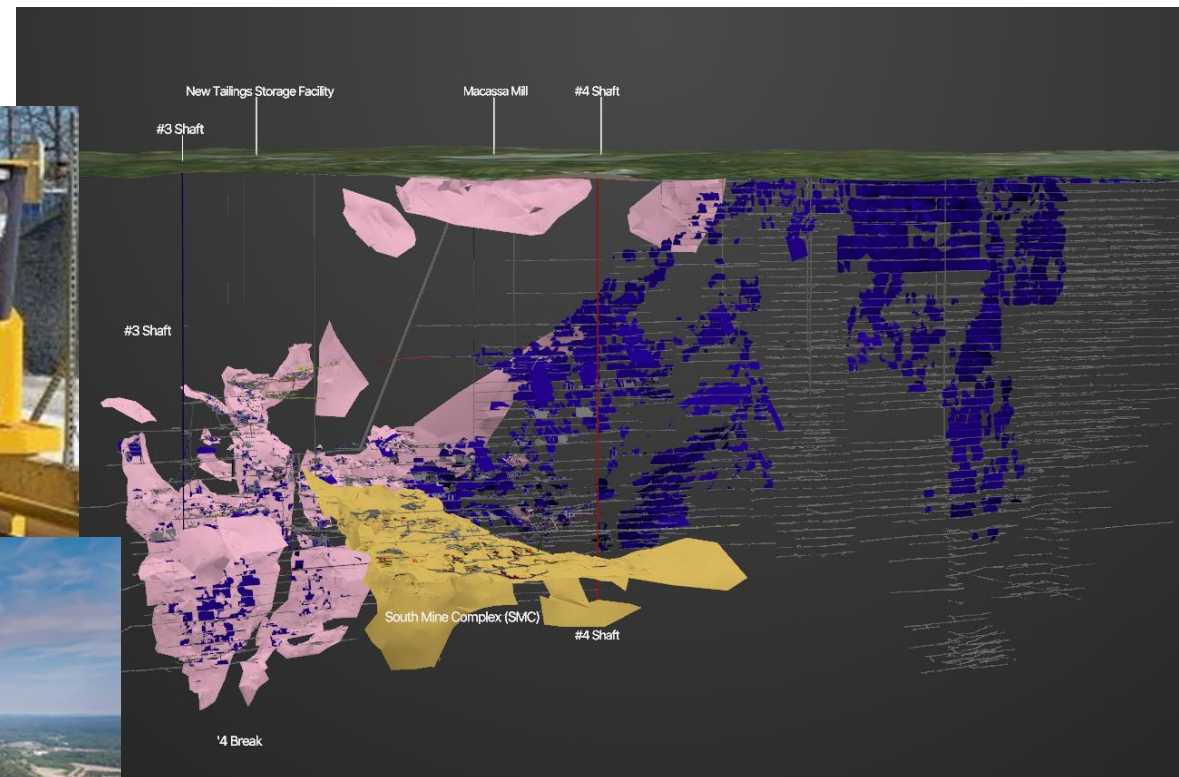 New Tailings Storage Facility
Macassa Mill
#4 Shaft
#3 Shaft
#3 Shaft
South Mine Complex (SMC)
#4 Shaft
'4 Break